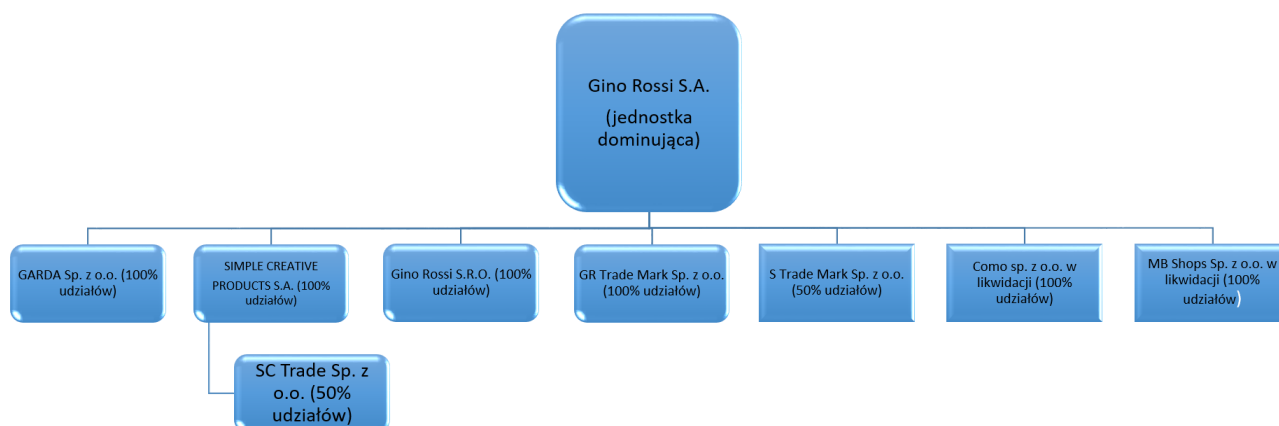 Gino Rossi S.A.
(jednostka
dominująca)
GARDA Sp. z o.o. (100%
udziałów)
SIMPLE CREATIVE
PRODUCTS S.A. (100%
udziałów)
Gino Rossi S.R.O. (100%
udziałów)
GR Trade Mark Sp. z o.o.
(100% udziałów)
S Trade Mark Sp. z o.o.
(50% udziałów)
Como sp. z o.o. w
likwidacji (100%
udziałów)
MB Shops Sp. z o.o. w
likwidacji (100%
udziałów)
SC Trade Sp. z
o.o. (50%
udziałów)